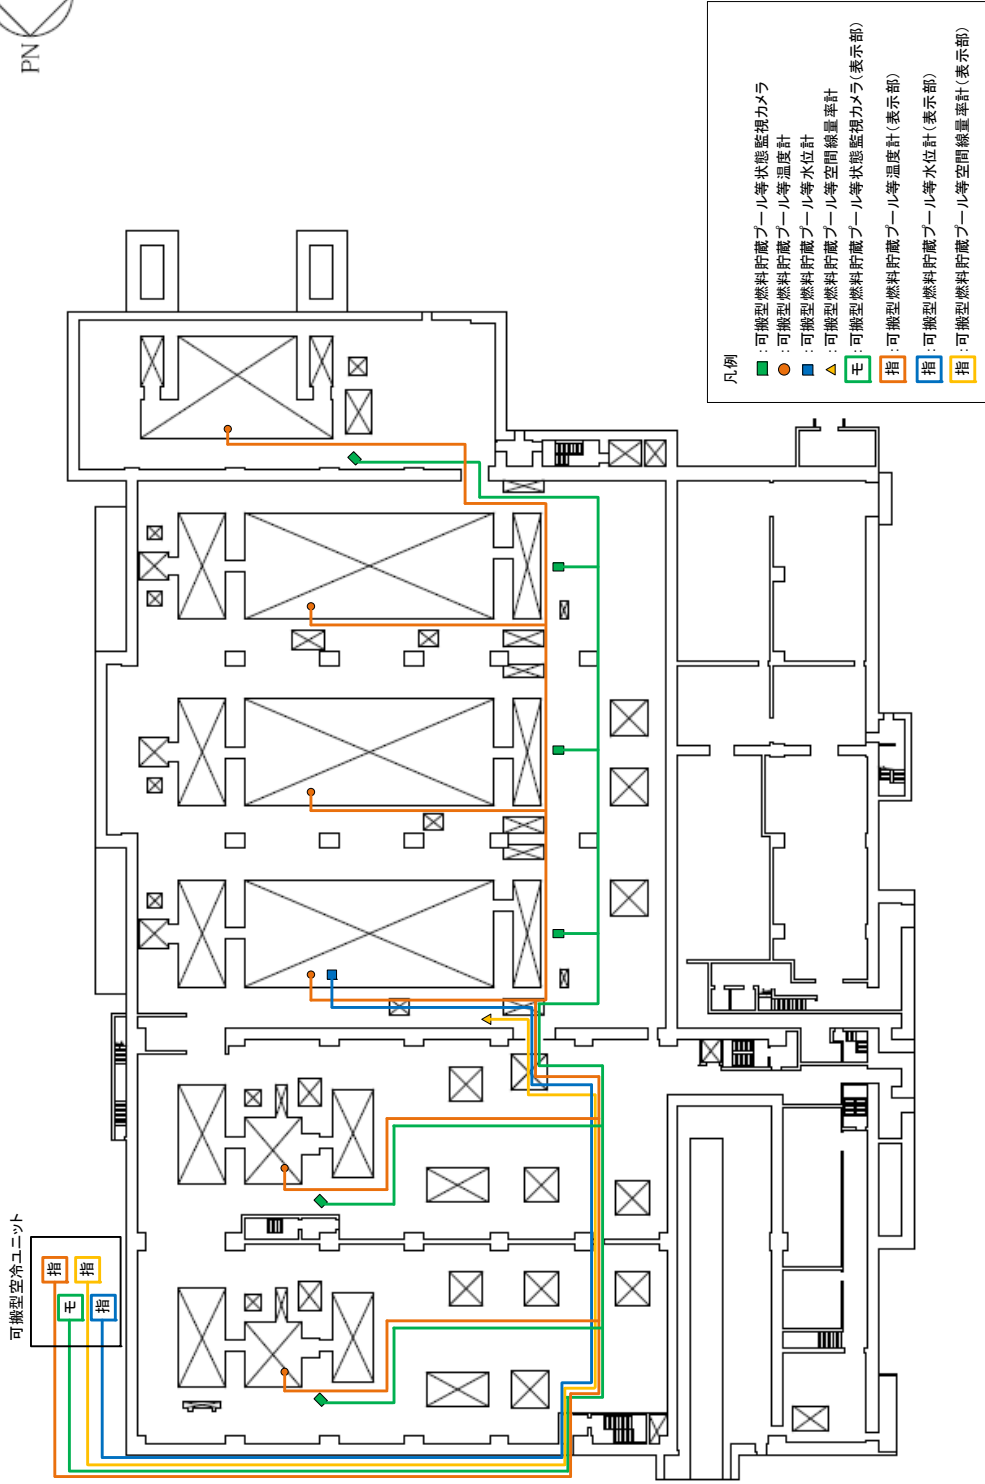 PN
凡例
：可搬型燃料貯蔵プール等状態監視カメラ
：可搬型燃料貯蔵プール等温度計
：可搬型燃料貯蔵プール等水位計
：可搬型燃料貯蔵プール等空間線量率計
モ：可搬型燃料貯蔵プール等状態監視カメラ（表示部）
指：可搬型燃料貯蔵プール等温度計（表示部）
指：可搬型燃料貯蔵プール等水位計（表示部）
指：可搬型燃料貯蔵プール等空間線量率計（表示部）
可搬型空冷ユニット
指
モ
指
指